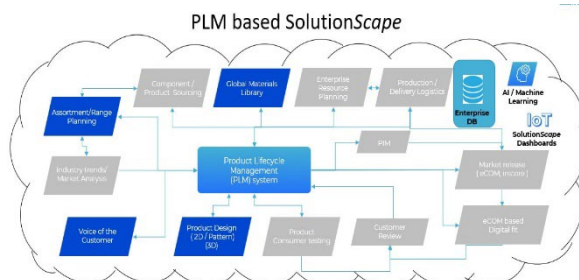 PLM based SolutionScape
Component /
Product Sourcing
Global Materials
Library
Enterprise
Resource
Planning
Production /
Delivery Logistics
Enterprise
DB
AI / Machine
Learning
IoT
SolutionScape
Dashboards
Assortment/Range
Planning
PIM
Industry trends/
Market Analysis
Product Lifecycle
Management
(PLM) system
Market release
( eCOM, instore )
Voice of the
Customer
Product Design
( 2D / Pattern)
(3D)
Product
Consumer testing
Customer
Review
eCOM based
Digital fit